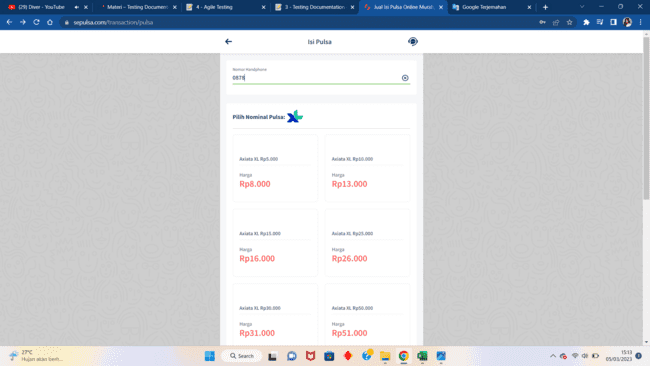 (29) Diver - YouTube
Materi – Testing Document
4 - Agile Testing
3 - Testing Documentation
Jual Isi Pulsa Online Mulai
Google Terjemahan
sepulsa.com/transaction/pulsa
Isi Pulsa
Nomor Handphone
0878
Pilih Nominal Pulsa:
Axiata XL Rp5.000
Axiata XL Rp10.000
Harga
Harga
Rp8.000
Rp13.000
Axiata XL Rp15.000
Axiata XL Rp25.000
Harga
Harga
Rp16.000
Rp26.000
Axiata XL Rp30.000
Axiata XL Rp50.000
Harga
Harga
Rp31.000
Rp51.000
27°C
Hujan akan berh...
Search
15:13
05/03/2023